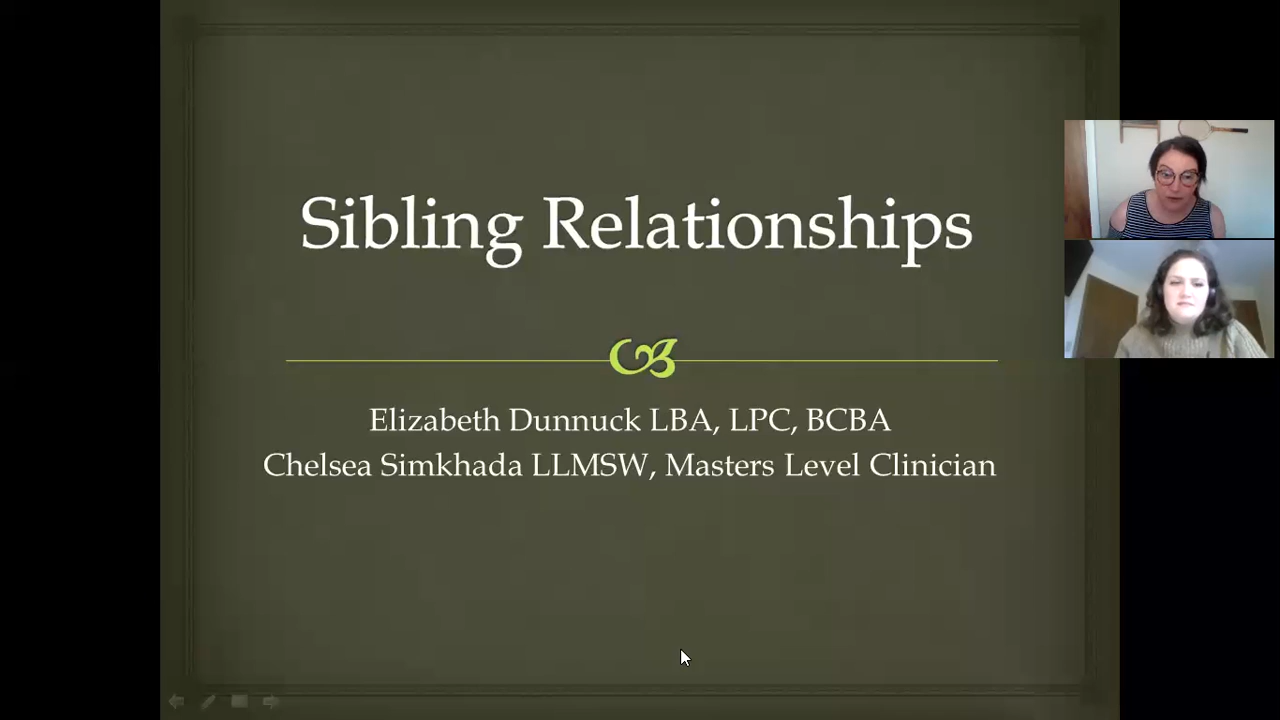 Sibling Relationships
Elizabeth Dunnuck LBA, LPC, BCBA
Chelsea Simkhada LLMSW, Masters Level Clinician